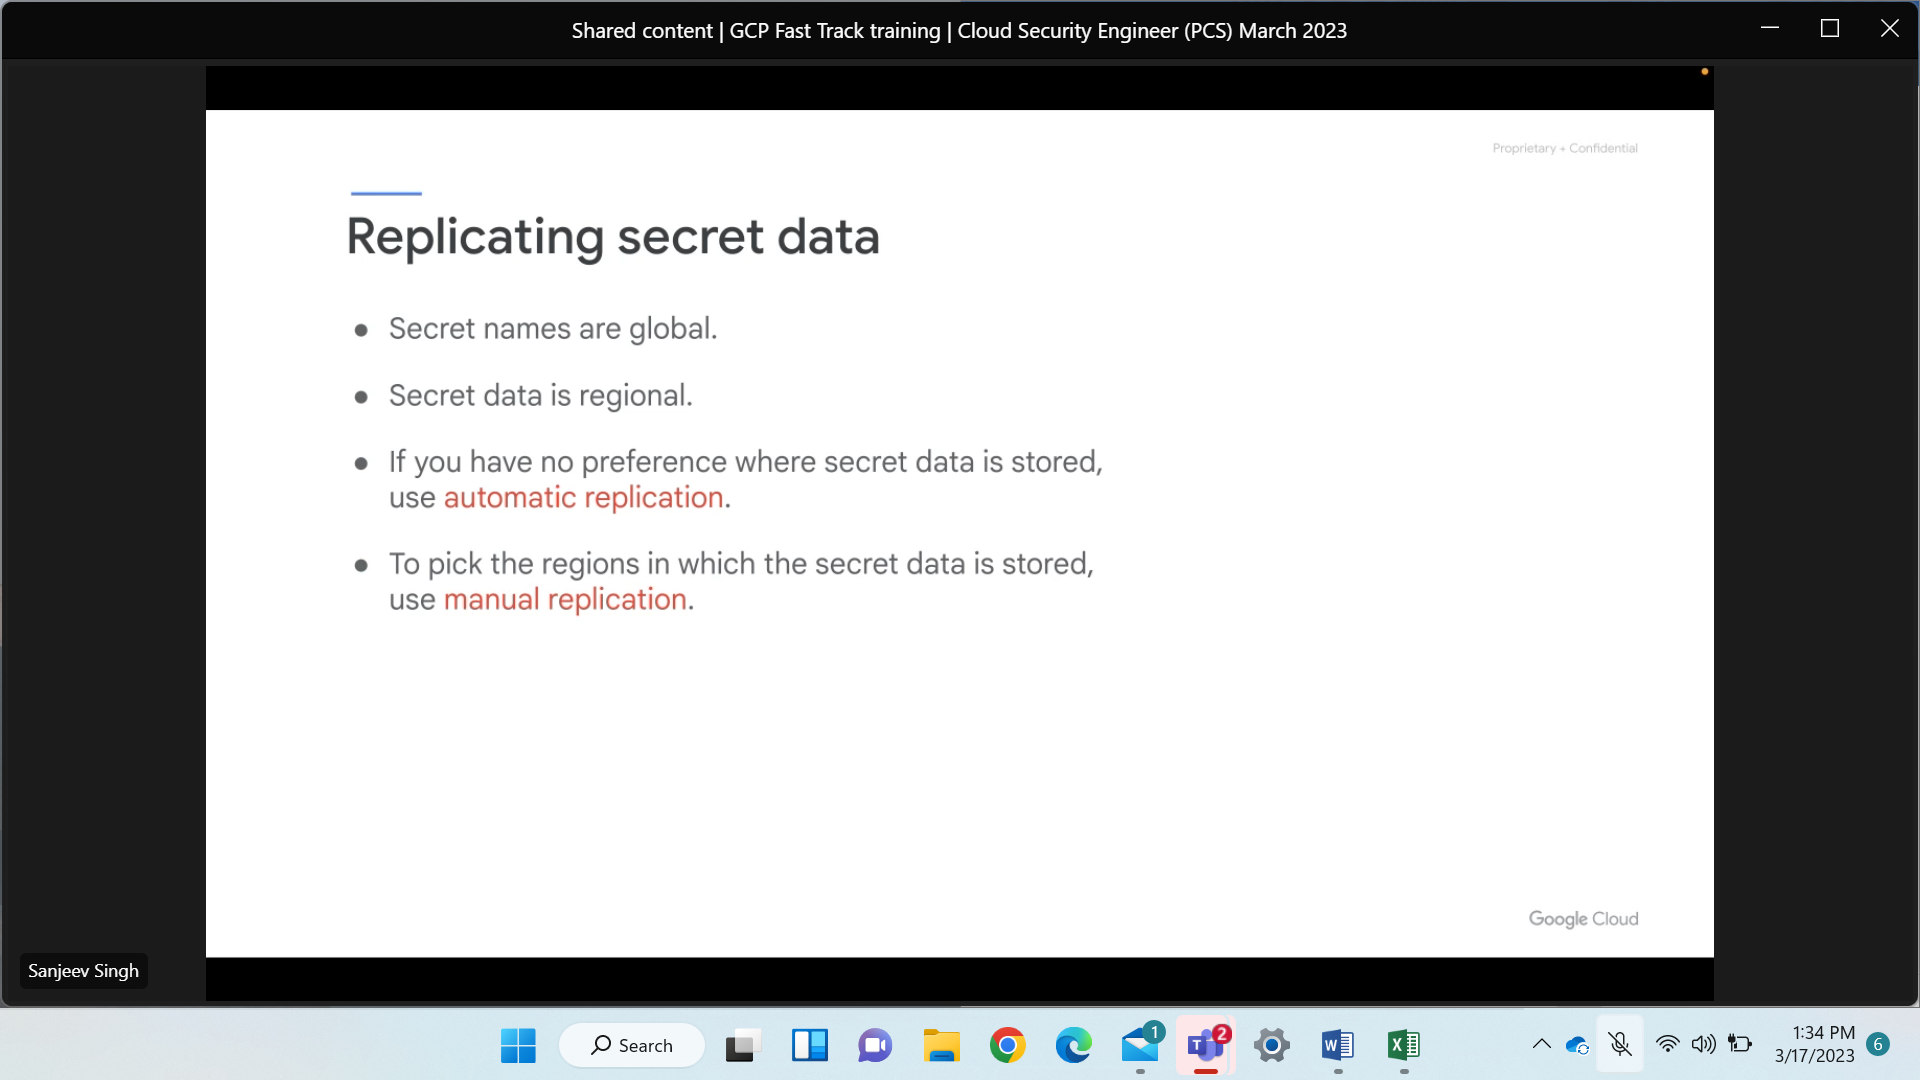 Shared content | GCP Fast Track training | Cloud Security Engineer (PCS) March 2023
Proprietary + Confidential
Replicating secret data
● Secret names are global.
● Secret data is regional.
● If you have no preference where secret data is stored,
use automatic replication.
● To pick the regions in which the secret data is stored,
use manual replication.
Google Cloud
Sanjeev Singh
Search
1
T
2
W
X
1:34 PM
3/17/2023
6